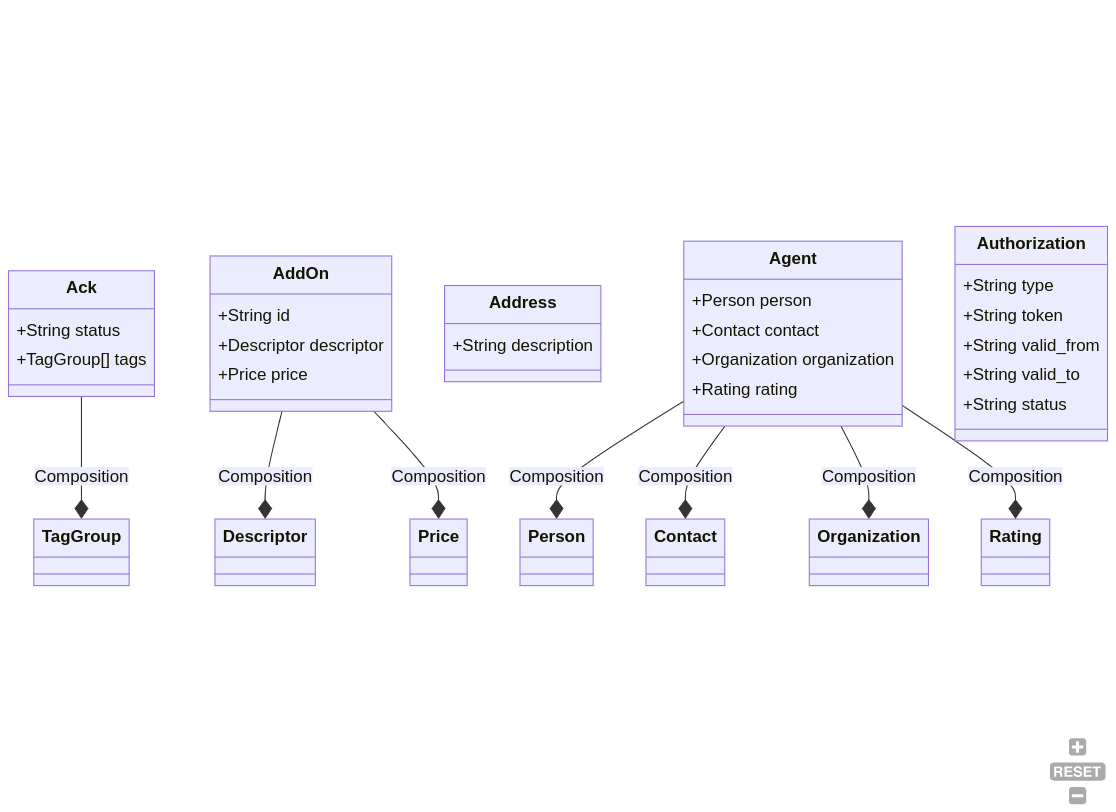 Ack
+String status
+TagGroup[] tags
AddOn
+String id
+Descriptor descriptor
+Price price
Address
+String description
Agent
+Person person
+Contact contact
+Organization organization
+Rating rating
Authorization
+String type
+String token
+String valid_from
+String valid_to
+String status
Composition
Composition
Composition
Composition
Composition
Composition
Composition
TagGroup
Descriptor
Price
Person
Contact
Organization
Rating
RESET